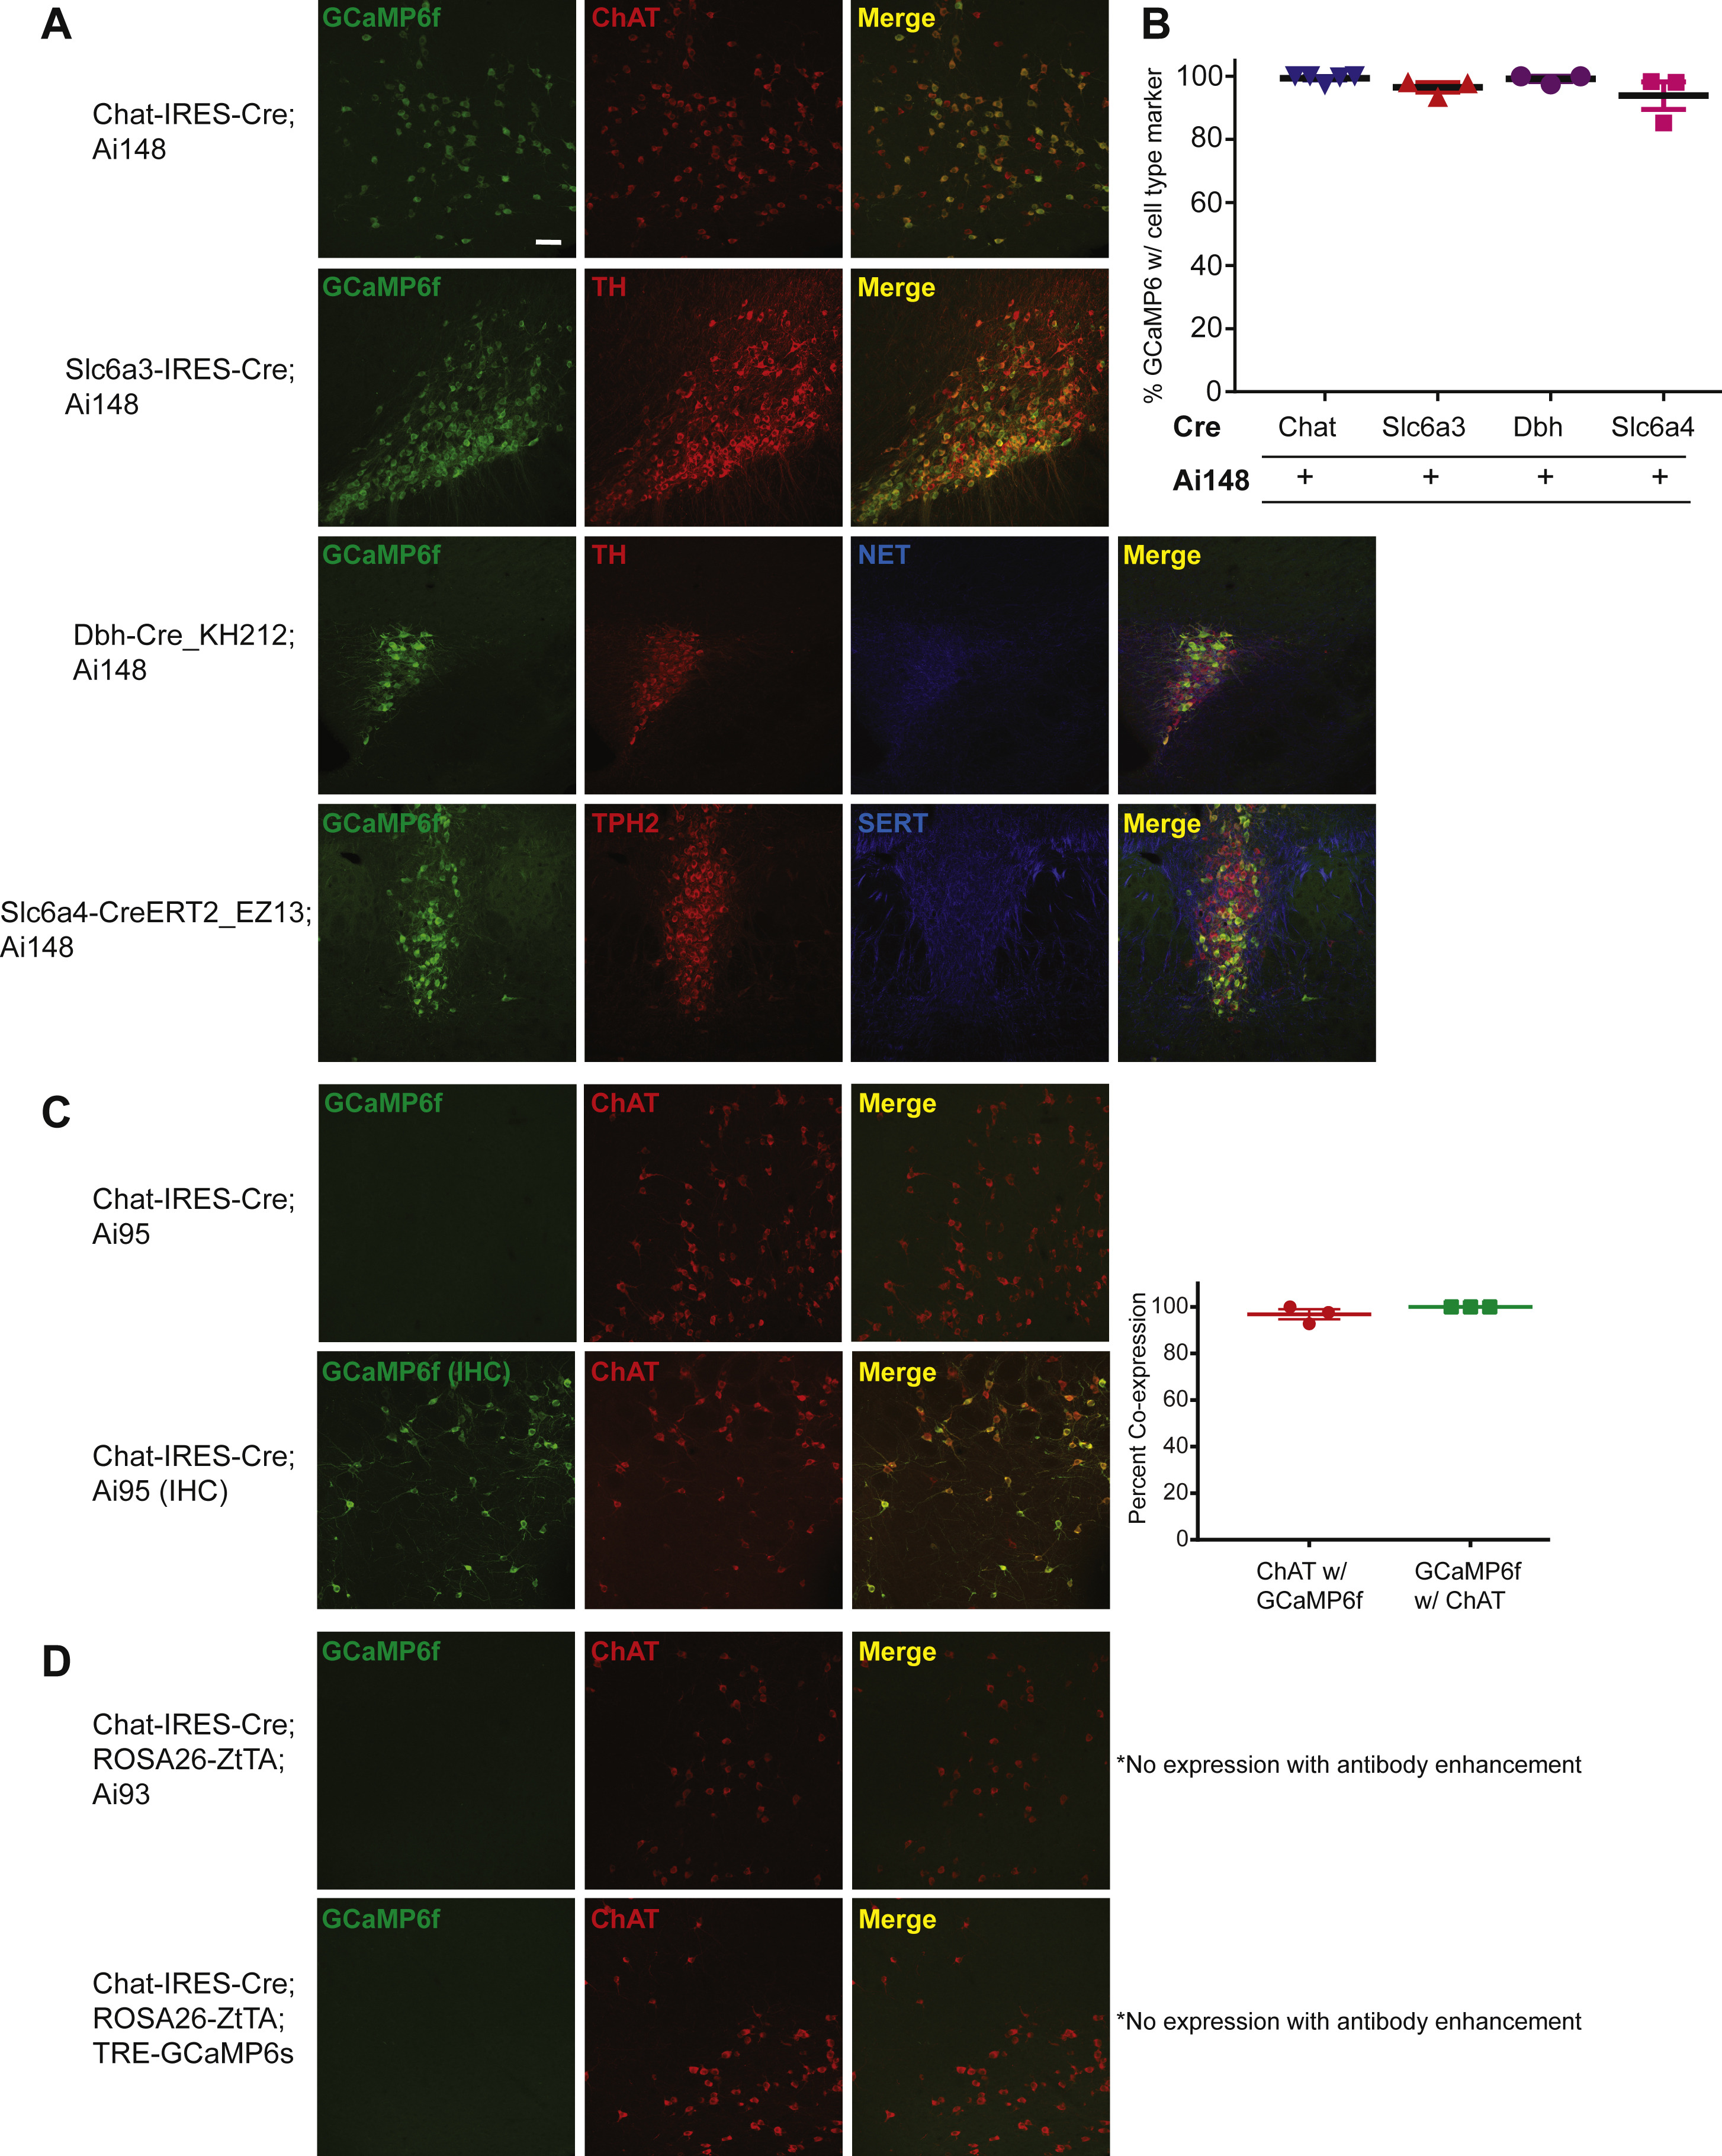 A
GCaMP6f
ChAT
Merge
Chat-IRES-Cre;
Ai148
GCaMP6f
TH
Merge
Slc6a3-IRES-Cre;
Ai148
GCaMP6f
TH
NET
Merge
Dbh-Cre_KH212;
Ai148
GCaMP6f
TPH2
SERT
Merge
Slc6a4-CreERT2_EZ13;
Ai148
B
% GCaMP6 w/ cell type marker
100
80
60
40
20
0
Cre Chat Slc6a3 Dbh Slc6a4
Ai148 + + + +
C
GCaMP6f
ChAT
Merge
Chat-IRES-Cre;
Ai95
GCaMP6f (IHC)
ChAT
Merge
Chat-IRES-Cre;
Ai95 (IHC)
Percent Co-expression
100
80
60
40
20
0
ChAT w/
GCaMP6f
GCaMP6f
w/ ChAT
D
GCaMP6f
ChAT
Merge
Chat-IRES-Cre;
ROSA26-ZtTA;
Ai93
*No expression with antibody enhancement
GCaMP6f
ChAT
Merge
Chat-IRES-Cre;
ROSA26-ZtTA;
TRE-GCaMP6s
*No expression with antibody enhancement